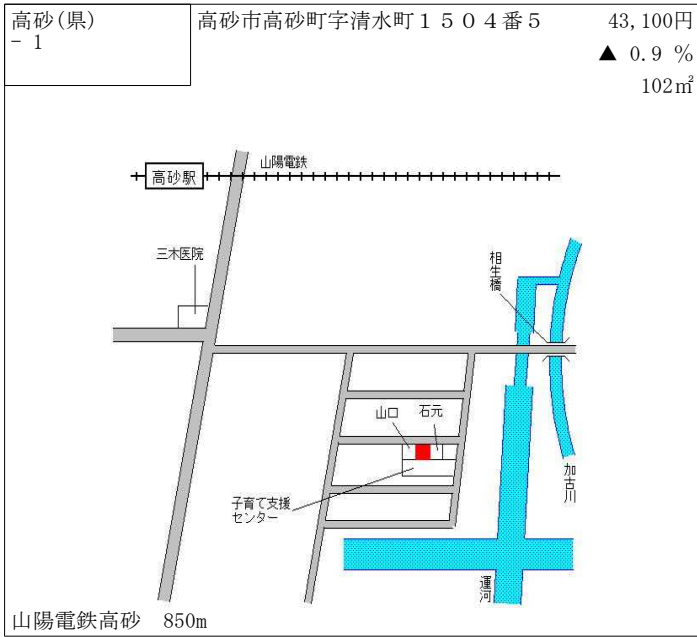 高砂(県)
- 1
高砂市高砂町字清水町１５０４番５
43,100円
▲ 0.9 %
102㎡
山陽電鉄
高砂駅
三木医院
相生橋
山口
石元
子育て支援
センター
加古川
運河
山陽電鉄高砂 850m